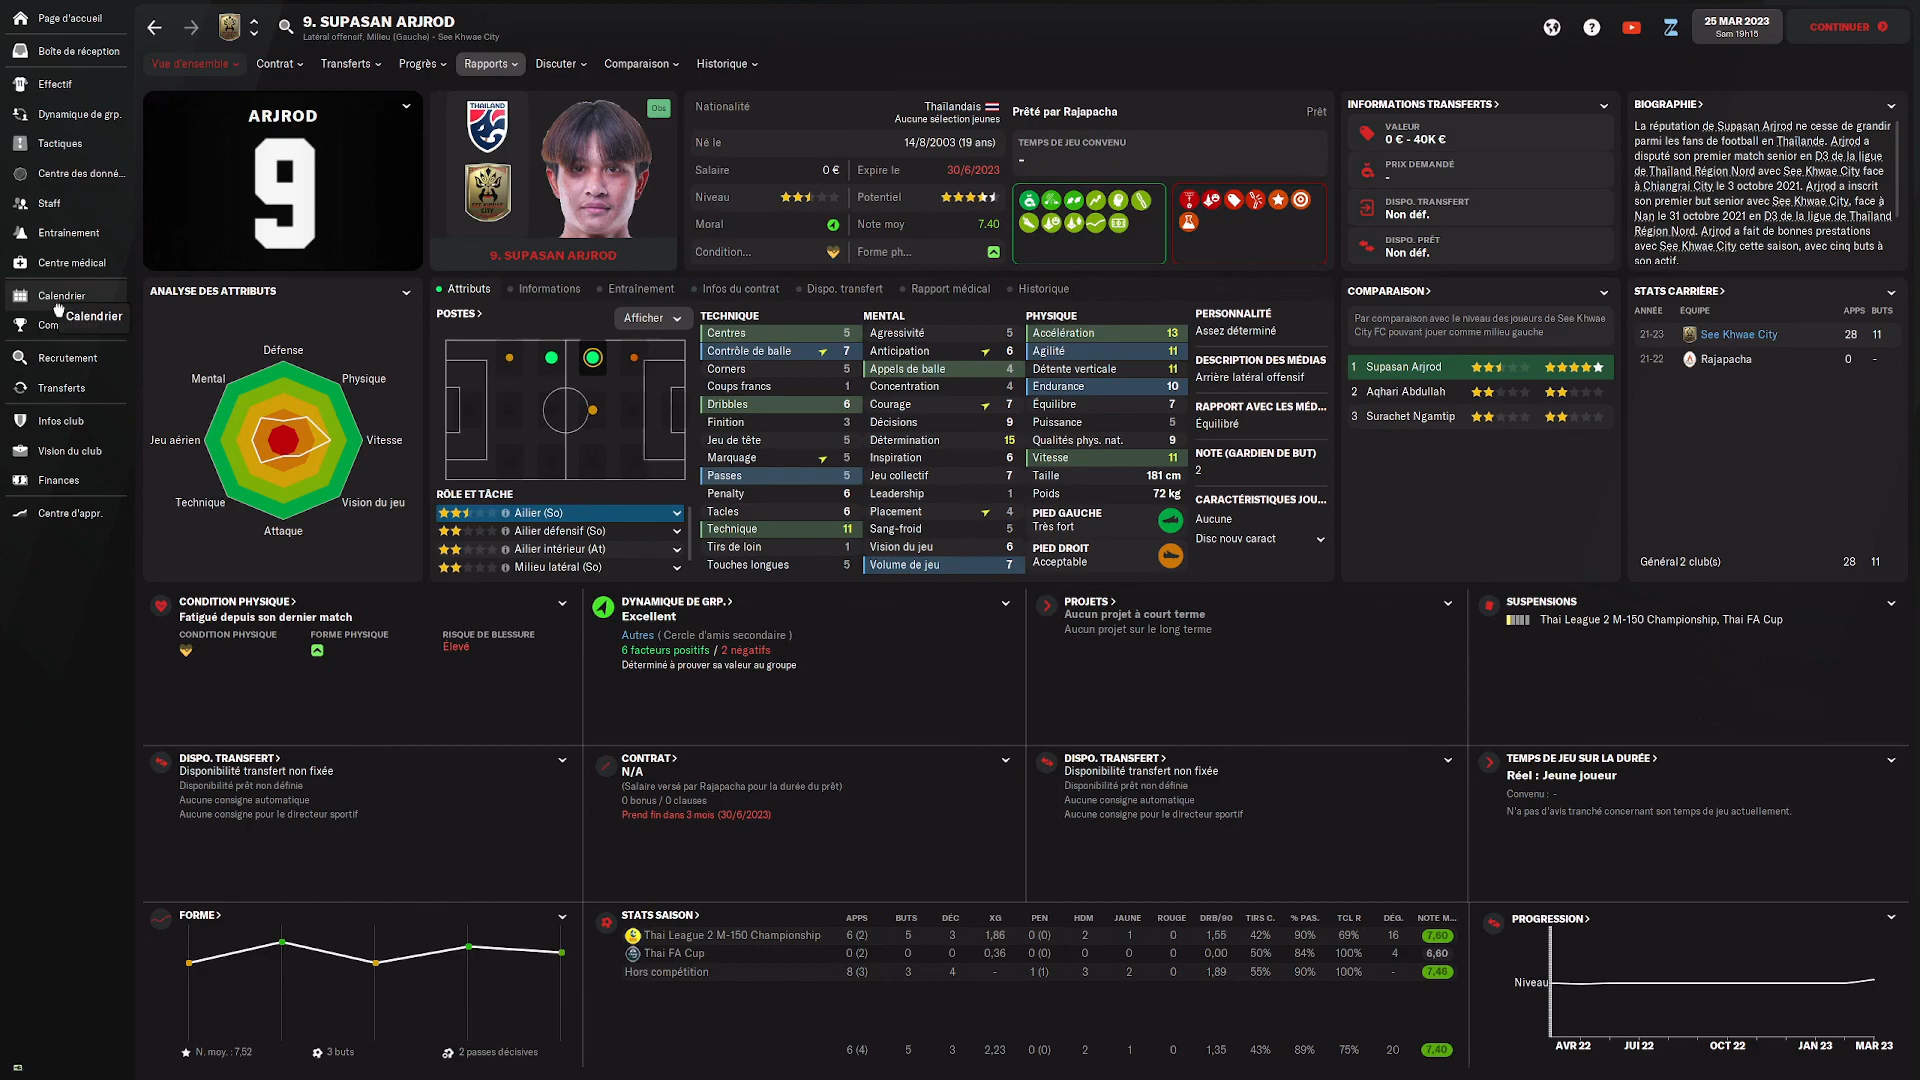 Page d'accueil
Boîte de réception
Effectif
Dynamique de grp.
Tactiques
Centre des donné...
Staff
Entraînement
Centre médical
Calendrier
Com
Calendrier
Recrutement
Transferts
Infos club
Vision du club
Finances
Centre d'appr.
9. SUPASAN ARJROD
Latéral offensif, Milieu (Gauche) - See Khwae City
25 MAR 2023
Sam 19h15
CONTINUER
Vue d'ensemble
Contrat
Transferts
Progrès
Rapports
Discuter
Comparaison
Historique
ARJROD
9
THAILAND
Obs
9. SUPASAN ARJROD
Nationalité
Thaïlandais
Aucune sélection jeunes
Né le
14/8/2003 (19 ans)
Salaire 0 € Expire le 30/6/2023
Niveau Potentiel
Moral Note moy 7.40
Condition... Forme ph...
Prêté par Rajapacha Prêt
TEMPS DE JEU CONVENU
-
INFORMATIONS TRANSFERTS>
VALEUR
0 € - 40K €
PRIX DEMANDÉ
-
DISPO. TRANSFERT
Non déf.
DISPO. PRÊT
Non déf.
BIOGRAPHIE>
La réputation de Supasan Arjrod ne cesse de grandir
parmi les fans de football en Thaïlande. Arjrod a
disputé son premier match senior en D3 de la ligue
de Thaïland Région Nord avec See Khwae City face
à Chiangrai City le 3 octobre 2021. Arjrod a inscrit
son premier but senior avec See Khwae City, face à
Nan le 31 octobre 2021 en D3 de la ligue de Thaïland
Région Nord. Arjrod a fait de bonnes prestations
avec See Khwae City cette saison, avec cinq buts à
son actif.
ANALYSE DES ATTRIBUTS
Défense
Physique
Vitesse
Vision du jeu
Attaque
Technique
Jeu aérien
Mental
Attributs
Informations
Entraînement
Infos du contrat
Dispo. transfert
Rapport médical
Historique
POSTES>
Afficher
RÔLE ET TÂCHE
Ailier (So)
Ailier défensif (So)
Ailier intérieur (At)
Milieu latéral (So)
TECHNIQUE
Centres 5
Contrôle de balle 7
Corners 5
Coups francs 1
Dribbles 6
Finition 3
Jeu de tête 5
Marquage 5
Passes 5
Penalty 6
Tacles 6
Technique 11
Tirs de loin 1
Touches longues 5
MENTAL
Agressivité 5
Anticipation 6
Appels de balle 4
Concentration 4
Courage 7
Décisions 9
Détermination 15
Inspiration 6
Jeu collectif 7
Leadership 1
Placement 4
Sang-froid 5
Vision du jeu 6
Volume de jeu 7
PHYSIQUE
Accélération 13
Agilité 11
Détente verticale 11
Endurance 10
Équilibre 7
Puissance 5
Qualités phys. nat. 9
Vitesse 11
Taille 181 cm
Poids 72 kg
PIED GAUCHE
Très fort
PIED DROIT
Acceptable
PERSONNALITÉ
Assez déterminé
DESCRIPTION DES MÉDIAS
Arrière latéral offensif
RAPPORT AVEC LES MÉD...
Équilibré
NOTE (GARDIEN DE BUT)
2
CARACTÉRISTIQUES JOU...
Aucune
Disc nouv caract
COMPARAISON>
Par comparaison avec le niveau des joueurs de See Khwae
City FC pouvant jouer comme milieu gauche
1 Supasan Arjrod
2 Aqhari Abdullah
3 Surachet Ngamtip
STATS CARRIÈRE>
ANNÉE ÉQUIPE APPS BUTS
21-23 See Khwae City 28 11
21-22 Rajapacha 0 -
Général 2 club(s) 28 11
CONDITION PHYSIQUE>
Fatigué depuis son dernier match
CONDITION PHYSIQUE FORME PHYSIQUE RISQUE DE BLESSURE
Élevé
DYNAMIQUE DE GRP.>
Excellent
Autres ( Cercle d'amis secondaire )
6 facteurs positifs / 2 négatifs
Déterminé à prouver sa valeur au groupe
PROJETS>
Aucun projet à court terme
Aucun projet sur le long terme
SUSPENSIONS
Thai League 2 M-150 Championship, Thai FA Cup
DISPO. TRANSFERT>
Disponibilité transfert non fixée
Disponibilité prêt non définie
Aucune consigne automatique
Aucune consigne pour le directeur sportif
CONTRAT>
N/A
(Salaire versé par Rajapacha pour la durée du prêt)
0 bonus / 0 clauses
Prend fin dans 3 mois (30/6/2023)
DISPO. TRANSFERT>
Disponibilité transfert non fixée
Disponibilité prêt non définie
Aucune consigne automatique
Aucune consigne pour le directeur sportif
TEMPS DE JEU SUR LA DURÉE>
Réel : Jeune joueur
Convenu : -
N'a pas d'avis tranché concernant son temps de jeu actuellement.
FORME>
N. moy. : 7,52
3 buts
2 passes décisives
STATS SAISON> APPS BUTS DÉC XG PEN HDM JAUNE ROUGE DRB/90 TIRS C. % PAS. TCL R DÉG. NOTE M...
Thai League 2 M-150 Championship 6 (2) 5 3 1,86 0 (0) 2 1 0 1,55 42% 90% 69% 16 7,60
Thai FA Cup 0 (2) 0 0 0,36 0 (0) 0 0 0 0,00 50% 84% 100% 4 6,60
Hors compétition 8 (3) 3 4 - 1 (1) 3 2 0 1,89 55% 90% 100% - 7,46
6 (4) 5 3 2,23 0 (0) 2 1 0 1,35 43% 89% 75% 20 7,40
PROGRESSION>
Niveau
AVR 22 JUI 22 OCT 22 JAN 23 MAR 23